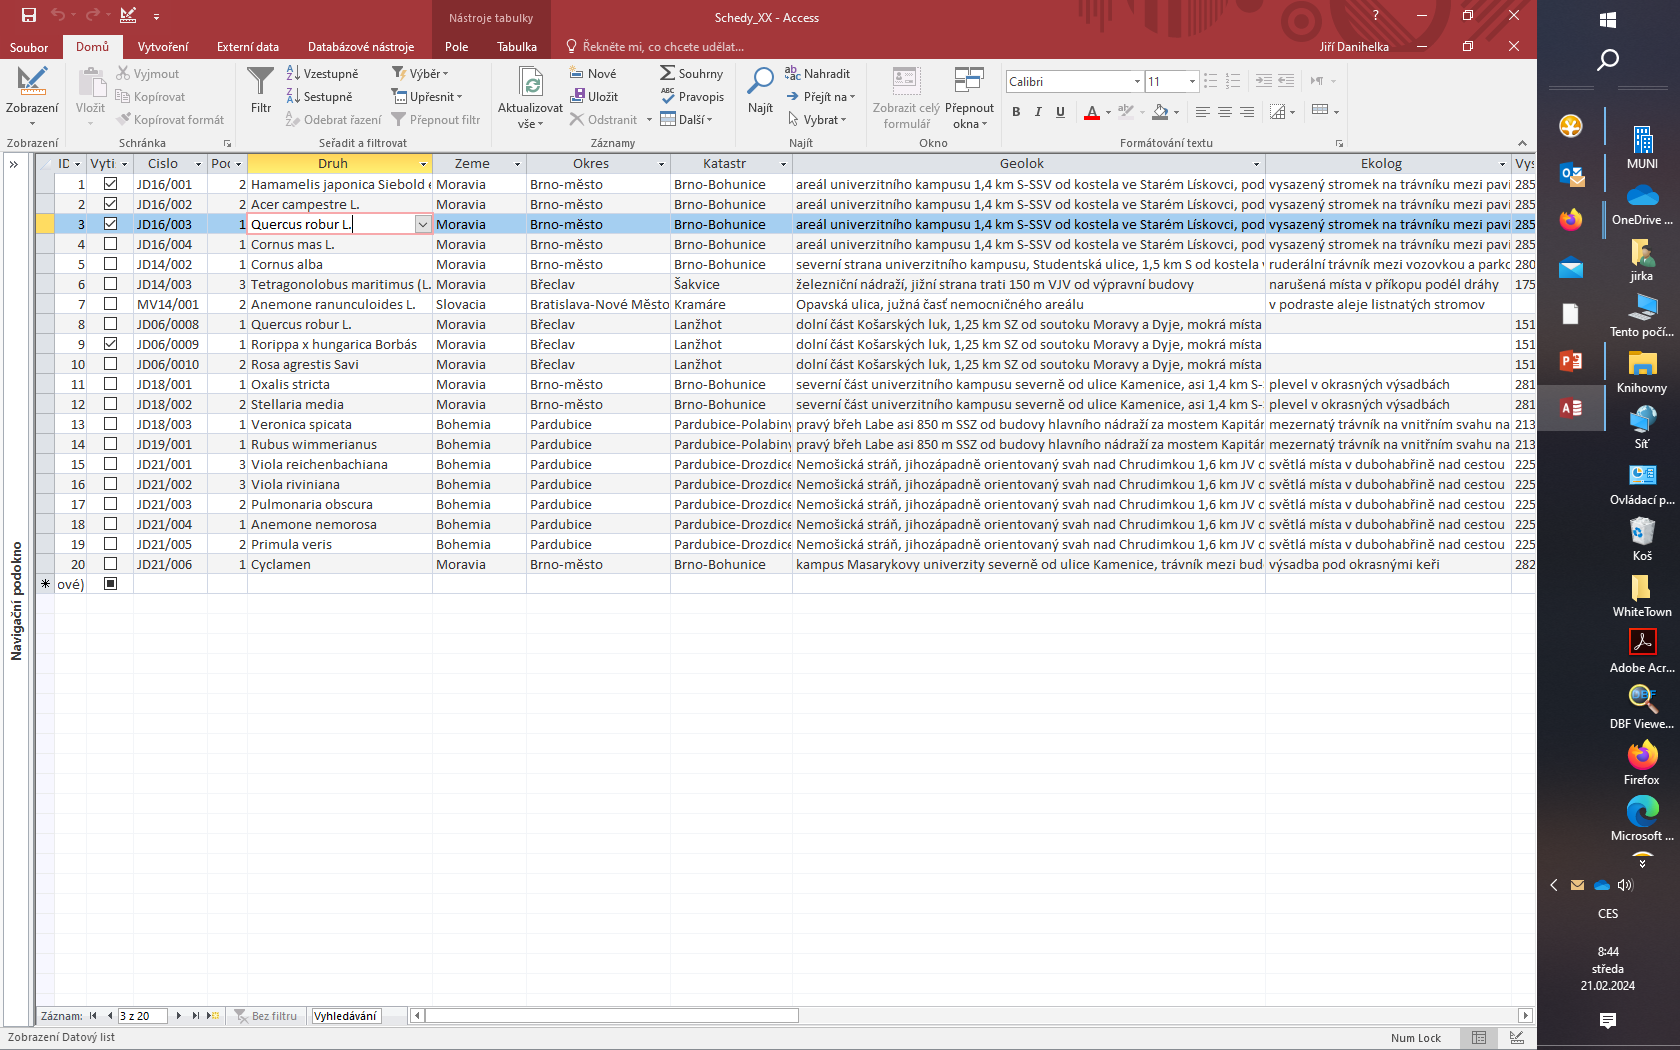 Nástroje tabulky
Schedy_XX - Access
?
Soubor Domů Vytvoření Externí data Databázové nástroje Pole Tabulka Řekněte mi, co chcete udělat... Jiří Danihelka
Zobrazení
Zobrazení
Vložit
Vyjmout
Kopírovat
Kopírovat formát
Schránka
Filtr
Vzestupně
Sestupně
Odebrat řazení
Výběr
Upřesnit
Přepnout filtr
Seřadit a filtrovat
Aktualizovat
vše
Nové
Uložit
Odstranit
Souhrny
Pravopis
Další
Záznamy
Najít
Nahradit
Přejít na
Vybrat
Najít
Zobrazit celý
formulář
Přepnout
okna
Okno
Calibri 11
B I U A
Formátování textu
ID Vyti: Cislo Poc Druh Zeme Okres Katastr Geolok Ekolog Vys
1 JD16/001 2 Hamamelis japonica Siebold e Moravia Brno-město Brno-Bohunice areál univerzitního kampusu 1,4 km S-SSV od kostela ve Starém Lískovci, pod vysazený stromek na trávníku mezi pavi 285
2 JD16/002 2 Acer campestre L. Moravia Brno-město Brno-Bohunice areál univerzitního kampusu 1,4 km S-SSV od kostela ve Starém Lískovci, pod vysazený stromek na trávníku mezi pavi 285
3 JD16/003 1 Quercus robur L. Moravia Brno-město Brno-Bohunice areál univerzitního kampusu 1,4 km S-SSV od kostela ve Starém Lískovci, pod vysazený stromek na trávníku mezi pavi 285
4 JD16/004 1 Cornus mas L. Moravia Brno-město Brno-Bohunice areál univerzitního kampusu 1,4 km S-SSV od kostela ve Starém Lískovci, pod vysazený stromek na trávníku mezi pavi 285
5 JD14/002 1 Cornus alba Moravia Brno-město Brno-Bohunice severní strana univerzitního kampusu, Studentská ulice, 1,5 km S od kostela v ruderální trávník mezi vozovkou a parko 280
6 JD14/003 3 Tetragonolobus maritimus (L. Moravia Břeclav Šakvice železniční nádraží, jižní strana trati 150 m VJV od výpravní budovy narušená místa v příkopu podél dráhy 175
7 MV14/001 2 Anemone ranunculoides L. Slovacia Bratislava-Nové Město Kramáre Opavská ulica, južná časť nemocničného areálu v podraste aleje listnatých stromov
8 JD06/0008 1 Quercus robur L. Moravia Břeclav Lanžhot dolní část Košarských luk, 1,25 km SZ od soutoku Moravy a Dyje, mokrá místa 151
9 JD06/0009 1 Rorippa x hungarica Borbás Moravia Břeclav Lanžhot dolní část Košarských luk, 1,25 km SZ od soutoku Moravy a Dyje, mokrá místa 151
10 JD06/0010 2 Rosa agrestis Savi Moravia Břeclav Lanžhot dolní část Košarských luk, 1,25 km SZ od soutoku Moravy a Dyje, mokrá místa 151
11 JD18/001 1 Oxalis stricta Moravia Brno-město Brno-Bohunice severní část univerzitního kampusu severně od ulice Kamenice, asi 1,4 km S- plevel v okrasných výsadbách 281
12 JD18/002 2 Stellaria media Moravia Brno-město Brno-Bohunice severní část univerzitního kampusu severně od ulice Kamenice, asi 1,4 km S- plevel v okrasných výsadbách 281
13 JD18/003 1 Veronica spicata Bohemia Pardubice Pardubice-Polabiny pravý břeh Labe asi 850 m SSZ od budovy hlavního nádraží za mostem Kapitár mezernatý trávník na vnitřním svahu na 213
14 JD19/001 1 Rubus wimmerianus Bohemia Pardubice Pardubice-Polabiny pravý břeh Labe asi 850 m SSZ od budovy hlavního nádraží za mostem Kapitár mezernatý trávník na vnitřním svahu na 213
15 JD21/001 3 Viola reichenbachiana Bohemia Pardubice Pardubice-Drozdice Nemošická stráň, jihozápadně orientovaný svah nad Chrudimkou 1,6 km JV o světlá místa v dubohabřině nad cestou 225
16 JD21/002 3 Viola riviniana Bohemia Pardubice Pardubice-Drozdice Nemošická stráň, jihozápadně orientovaný svah nad Chrudimkou 1,6 km JV o světlá místa v dubohabřině nad cestou 225
17 JD21/003 2 Pulmonaria obscura Bohemia Pardubice Pardubice-Drozdice Nemošická stráň, jihozápadně orientovaný svah nad Chrudimkou 1,6 km JV o světlá místa v dubohabřině nad cestou 225
18 JD21/004 1 Anemone nemorosa Bohemia Pardubice Pardubice-Drozdice Nemošická stráň, jihozápadně orientovaný svah nad Chrudimkou 1,6 km JV o světlá místa v dubohabřině nad cestou 225
19 JD21/005 2 Primula veris Bohemia Pardubice Pardubice-Drozdice Nemošická stráň, jihozápadně orientovaný svah nad Chrudimkou 1,6 km JV o světlá místa v dubohabřině nad cestou 225
20 JD21/006 1 Cyclamen Moravia Brno-město Brno-Bohunice kampus Masarykovy univerzity severně od ulice Kamenice, trávník mezi bud výsadba pod okrasnými keři 282
ové)
Navigační podokno
Záznam: 3 z 20 Bez filtru Vyhledávání
Zobrazení Datový list
Num Lock
MUNI
OneDrive ...
jirka
Tento počí...
Knihovny
Síť
Ovládací p...
Koš
WhiteTown
Adobe Acr...
DBF Viewe...
Firefox
Microsoft ...
CES
8:44
středa
21.02.2024